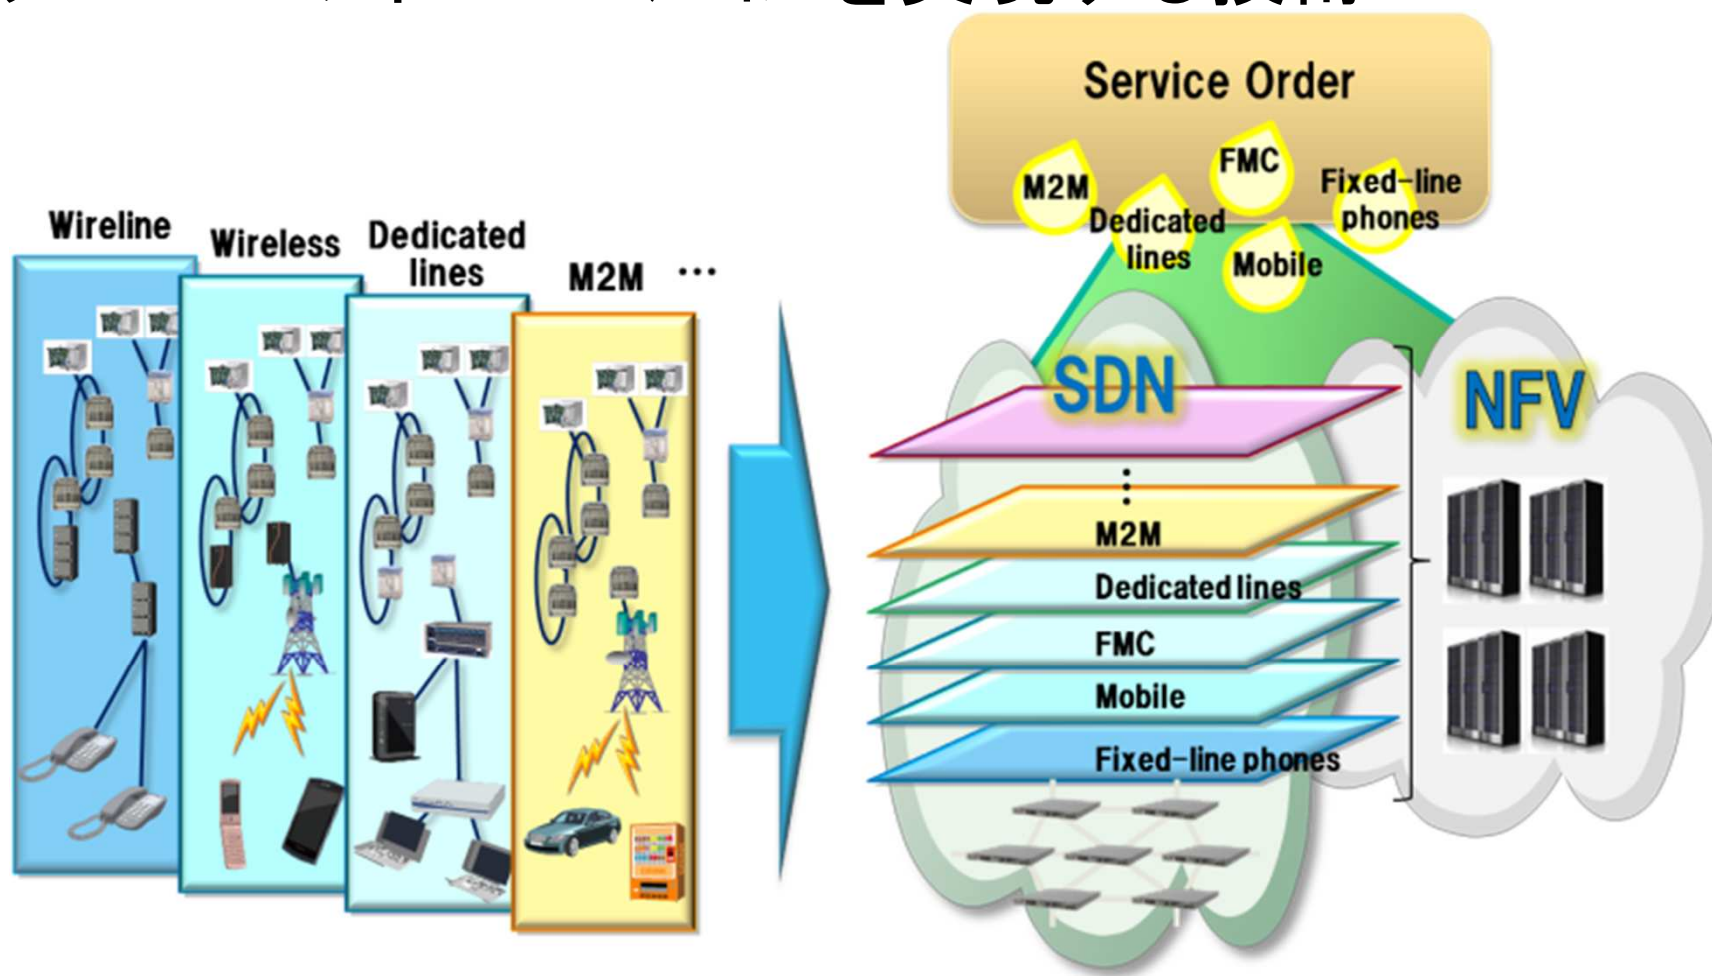 Wireline
Wireless
Dedicated
lines
M2M
...
Service Order
M2M
Dedicated
lines
FMC
Mobile
Fixed-line
phones
SDN
NFV
M2M
Dedicated lines
FMC
Mobile
Fixed-line phones